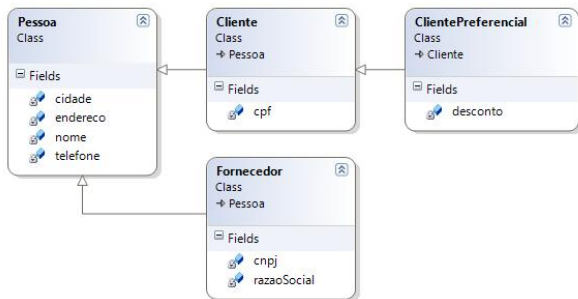 Pessoa
Class
Fields
cidade
endereco
nome
telefone
Cliente
Class
Pessoa
Fields
cpf
ClientePreferencial
Class
Cliente
Fields
desconto
Fornecedor
Class
Pessoa
Fields
cnpj
razaoSocial